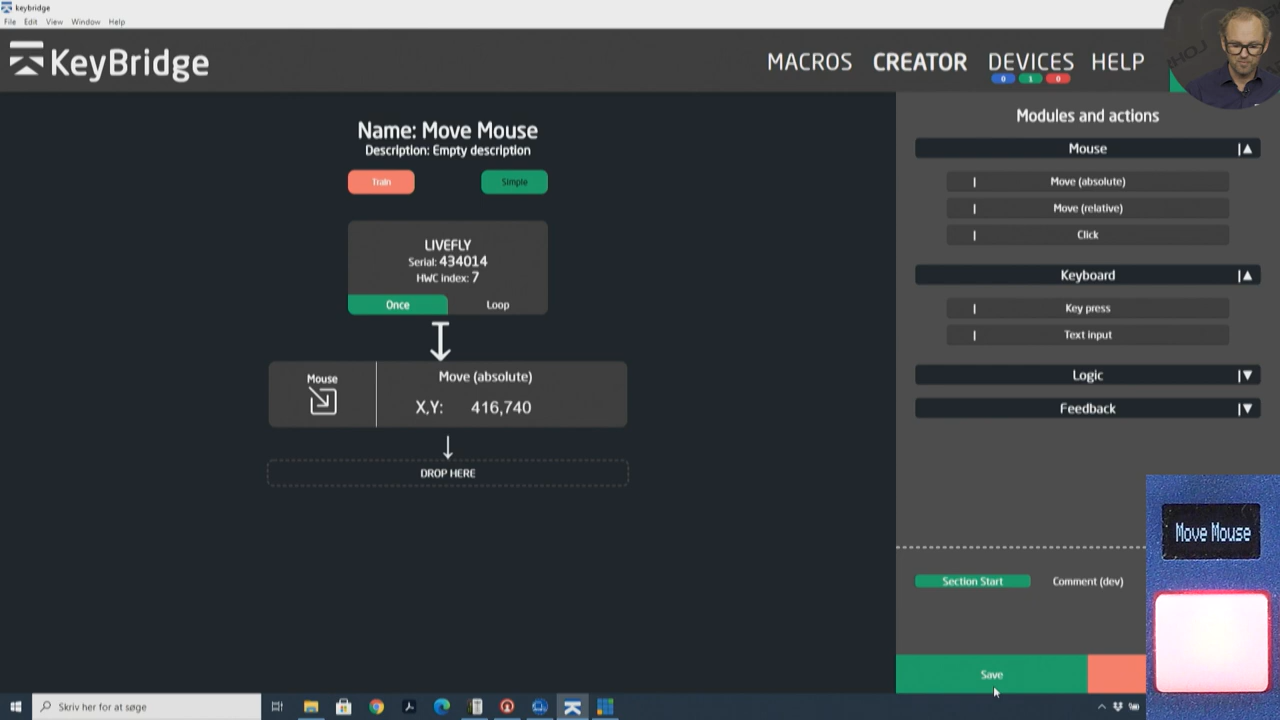 keybridge
File Edit View Window Help
KeyBridge
MACROS CREATOR DEVICES HELP
0 1 0
Name: Move Mouse
Description: Empty description
Train Simple
LIVEFLY
Serial: 434014
HWC index: 7
Once Loop
Mouse
Move (absolute)
X,Y: 416,740
DROP HERE
Modules and actions
Mouse
Move (absolute)
Move (relative)
Click
Keyboard
Key press
Text input
Logic
Feedback
Section Start Comment (dev)
Save
Move Mouse
Skriv her for at søge